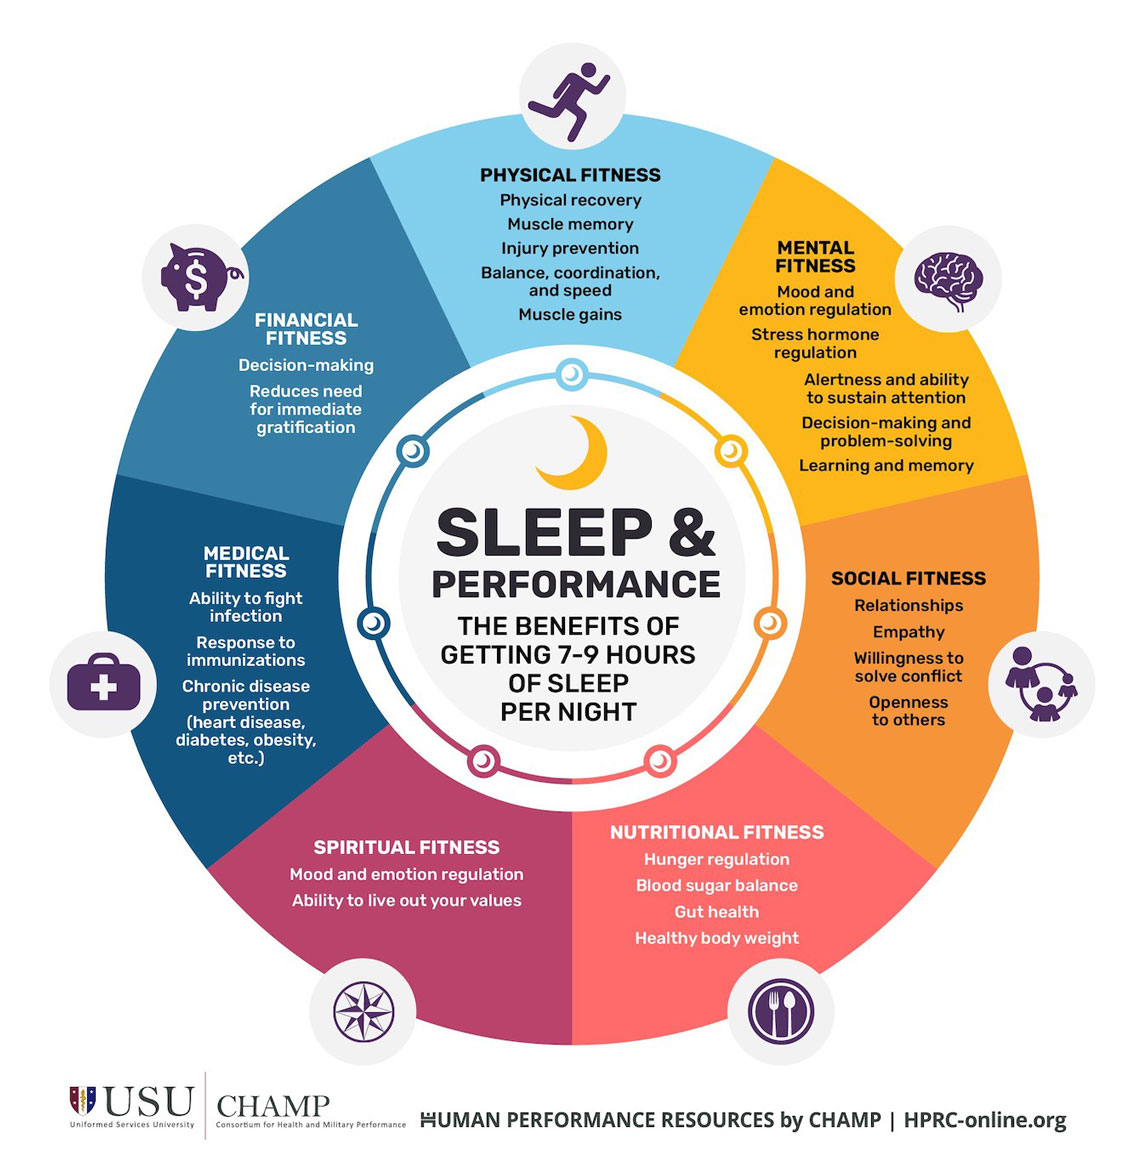 PHYSICAL FITNESS
Physical recovery
Muscle memory
Injury prevention
Balance, coordination,
and speed
Muscle gains
MENTAL
FITNESS
Mood and
emotion regulation
Stress hormone
regulation
Alertness and ability
to sustain attention
Decision-making and
problem-solving
Learning and memory
SOCIAL FITNESS
Relationships
Empathy
Willingness to
solve conflict
Openness
to others
NUTRITIONAL FITNESS
Hunger regulation
Blood sugar balance
Gut health
Healthy body weight
SPIRITUAL FITNESS
Mood and emotion regulation
Ability to live out your values
MEDICAL
FITNESS
Ability to fight
infection
Response to
immunizations
Chronic disease
prevention
(heart disease,
diabetes, obesity,
etc.)
$
FINANCIAL
FITNESS
Decision-making
Reduces need
for immediate
gratification
SLEEP &
PERFORMANCE
THE BENEFITS OF
GETTING 7-9 HOURS
OF SLEEP
PER NIGHT
USU
Uniformed Services University
CHAMP
Consortium for Health and Military Performance
HUMAN PERFORMANCE RESOURCES by CHAMP | HPRC-online.org